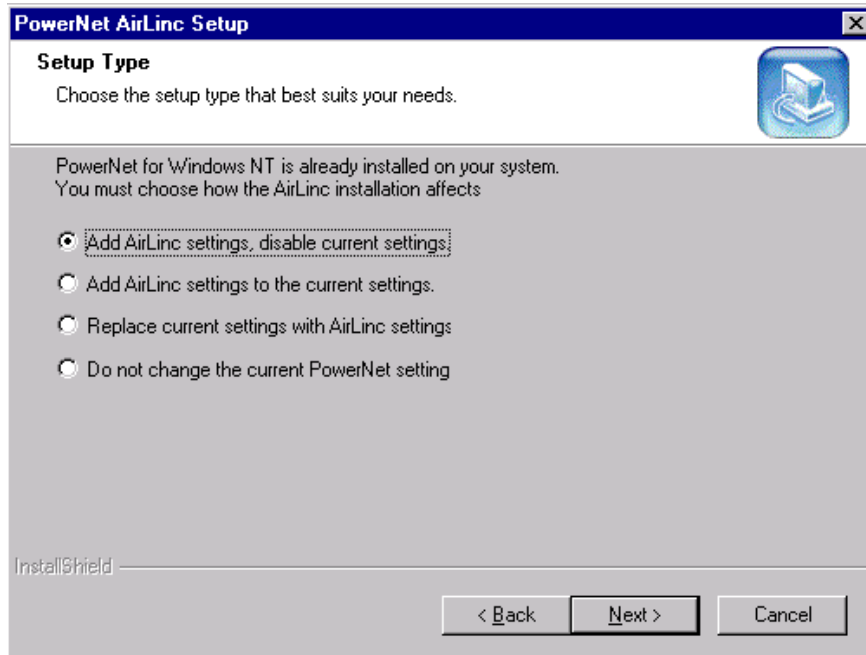 PowerNet AirLinc Setup
Setup Type
Choose the setup type that best suits your needs.
PowerNet for Windows NT is already installed on your system.
You must choose how the AirLinc installation affects
Add AirLinc settings, disable current settings
Add AirLinc settings to the current settings.
Replace current settings with AirLinc settings
Do not change the current PowerNet setting
InstallShield
< Back
Next >
Cancel